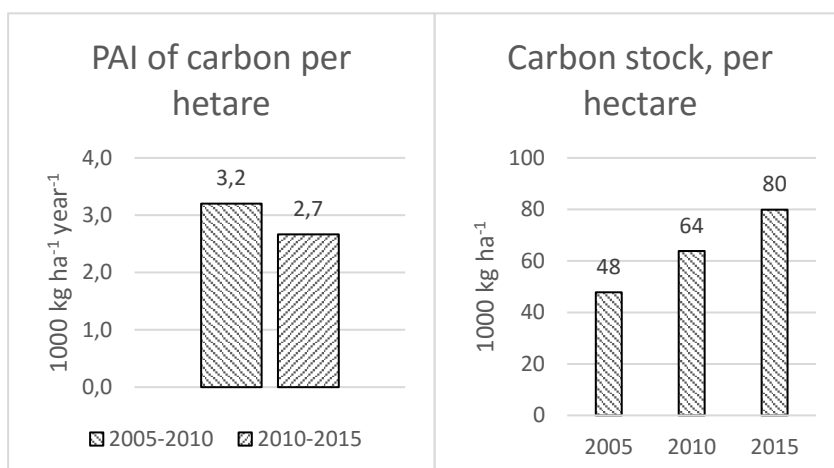 PAI of carbon per
hetare
1000 kg ha⁻¹ year⁻¹
4,0
3,0
2,0
1,0
0,0
3,2
2,7
2005-2010 2010-2015
Carbon stock, per
hectare
1000 kg ha⁻¹
100
80
60
40
20
0
48
64
80
2005 2010 2015